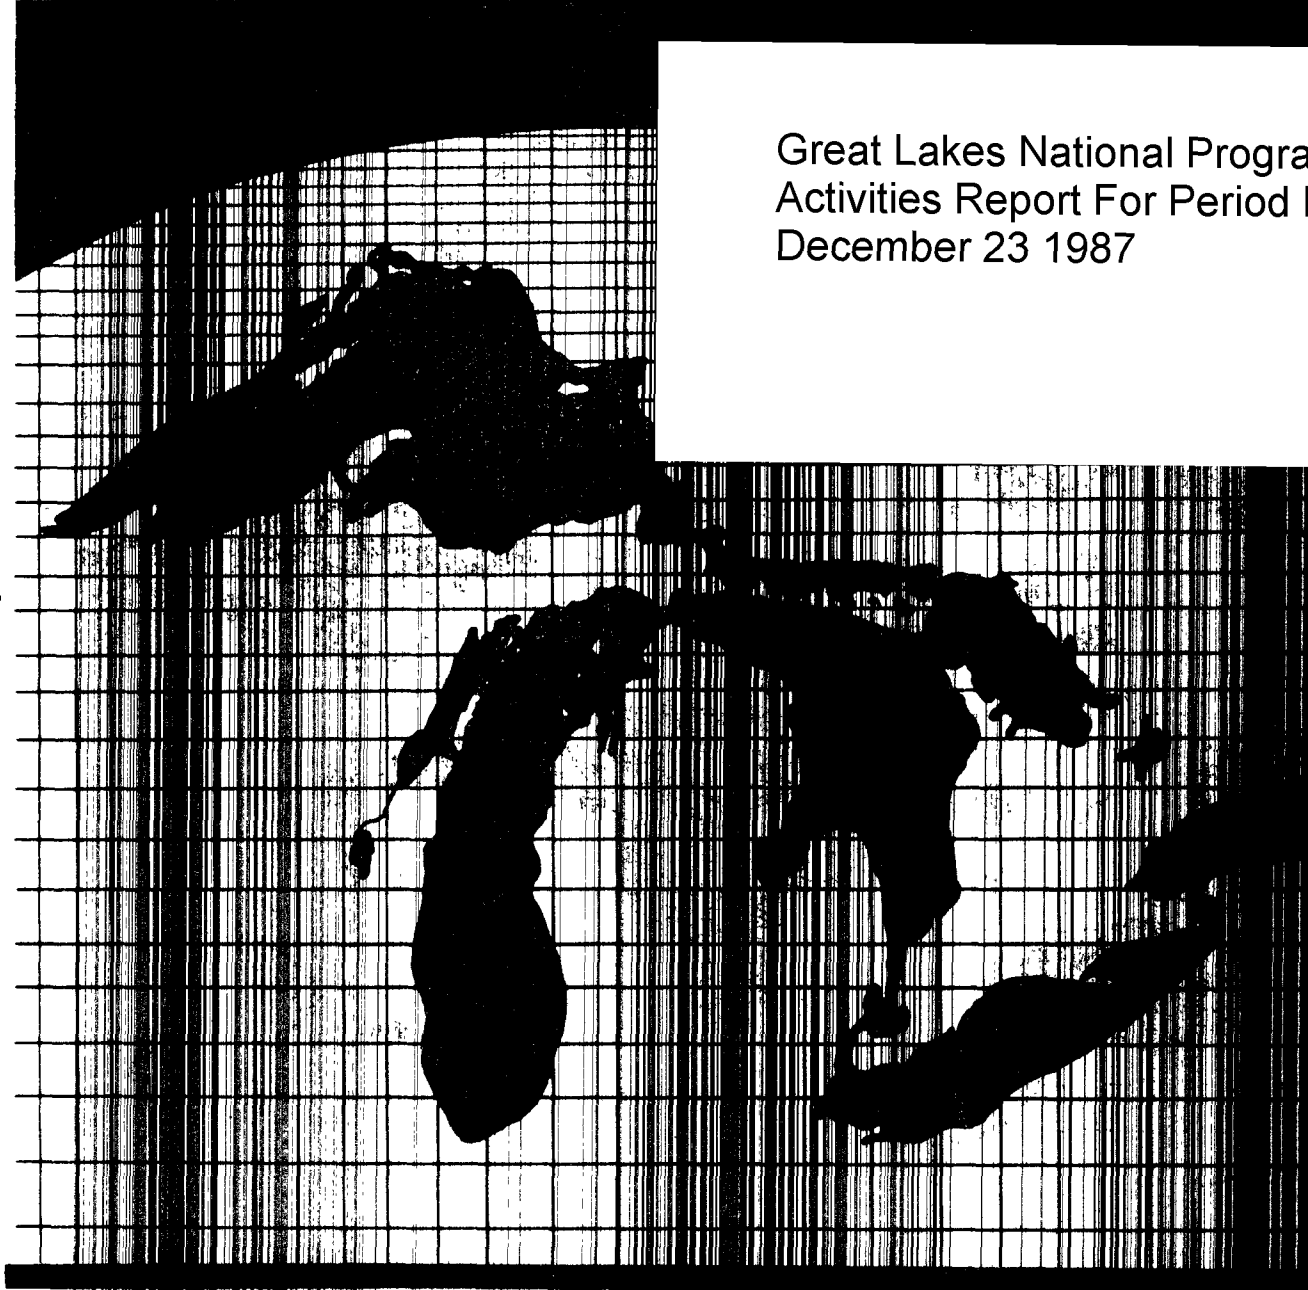 Great Lakes National Progra
Activities Report For Period
December 23 1987